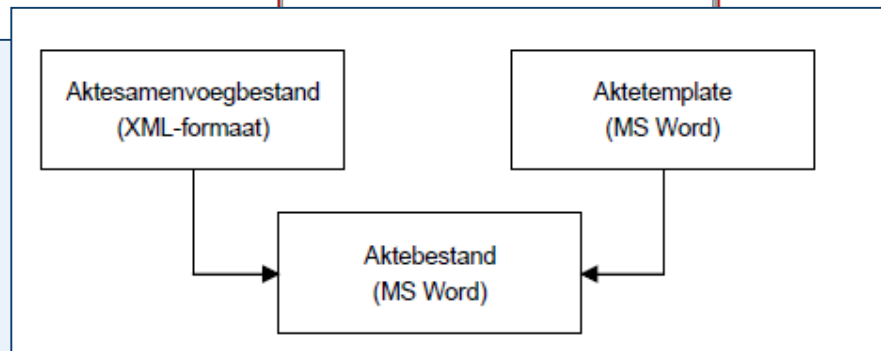 Aktesamenvoegbestand
(XML-formaat)
Aktetemplate
(MS Word)
Aktebestand
(MS Word)